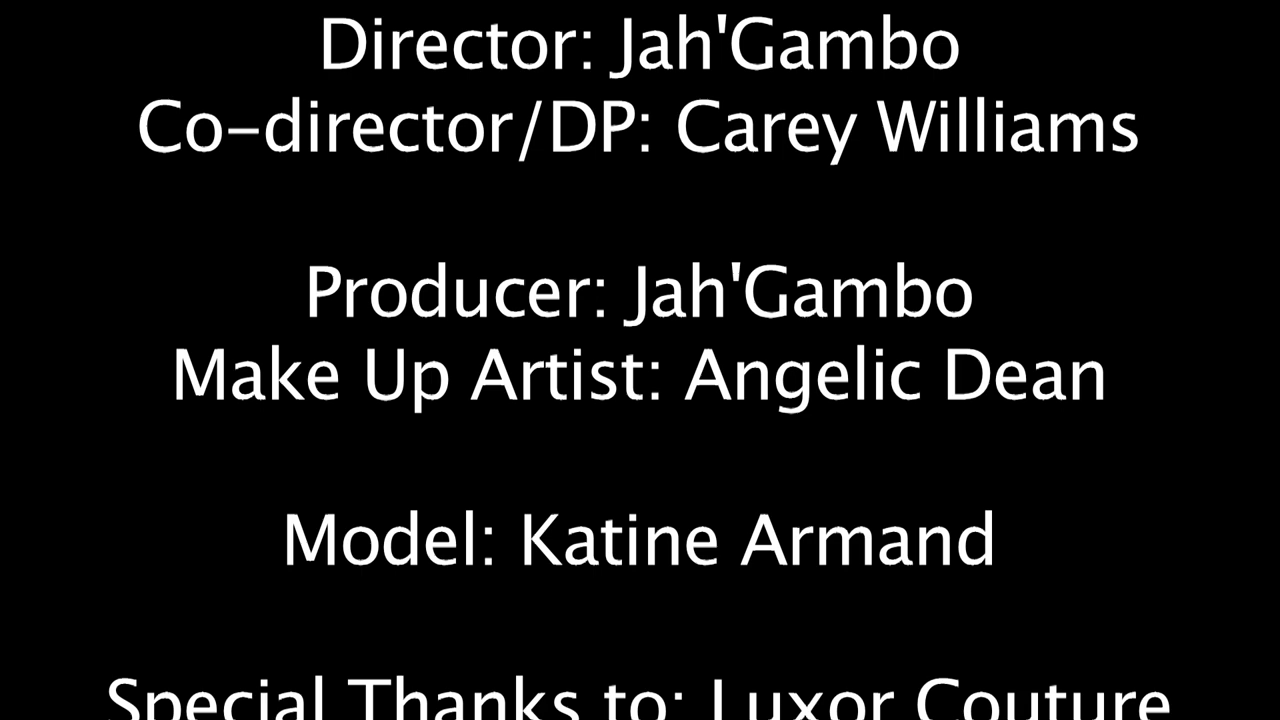 Director: Jah'Gambo
Co-director/DP: Carey Williams
Producer: Jah'Gambo
Make Up Artist: Angelic Dean
Model: Katine Armand
Special Thanks to: Luxor Couture